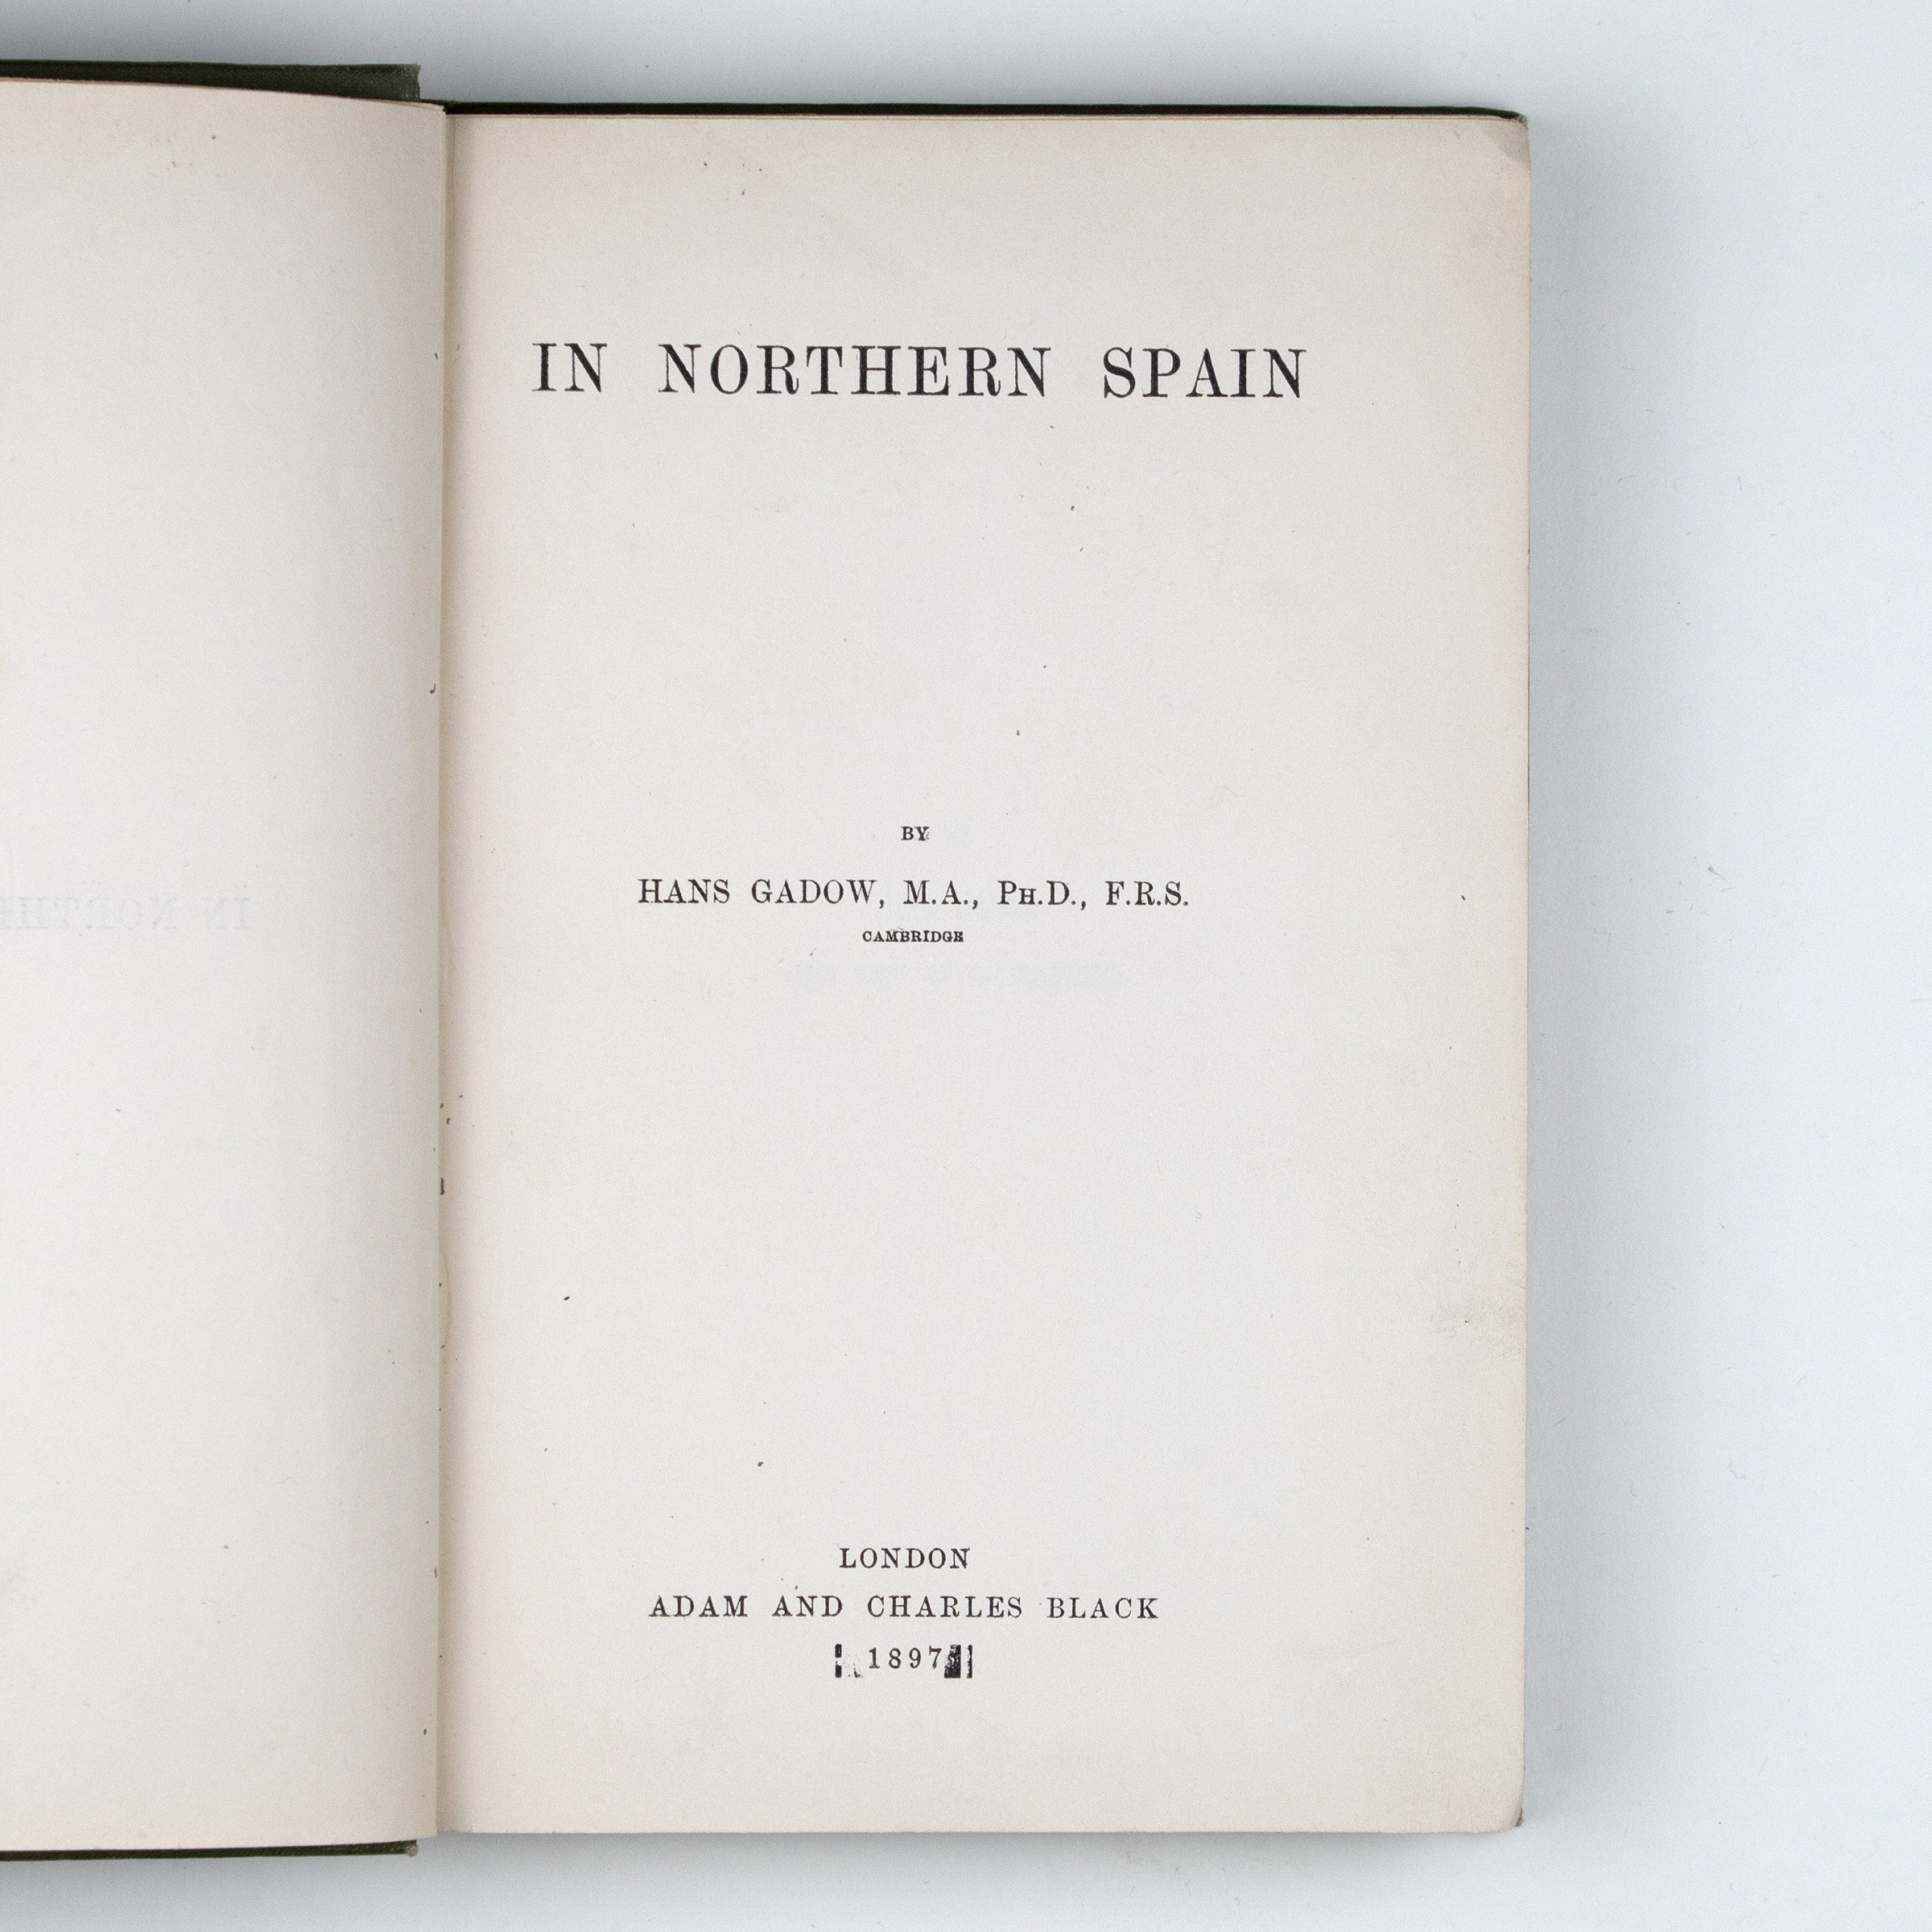 IN NORTHERN SPAIN
BY
HANS GADOW, M.A., Ph.D., F.R.S.
CAMBRIDGE
LONDON
ADAM AND CHARLES BLACK
1897